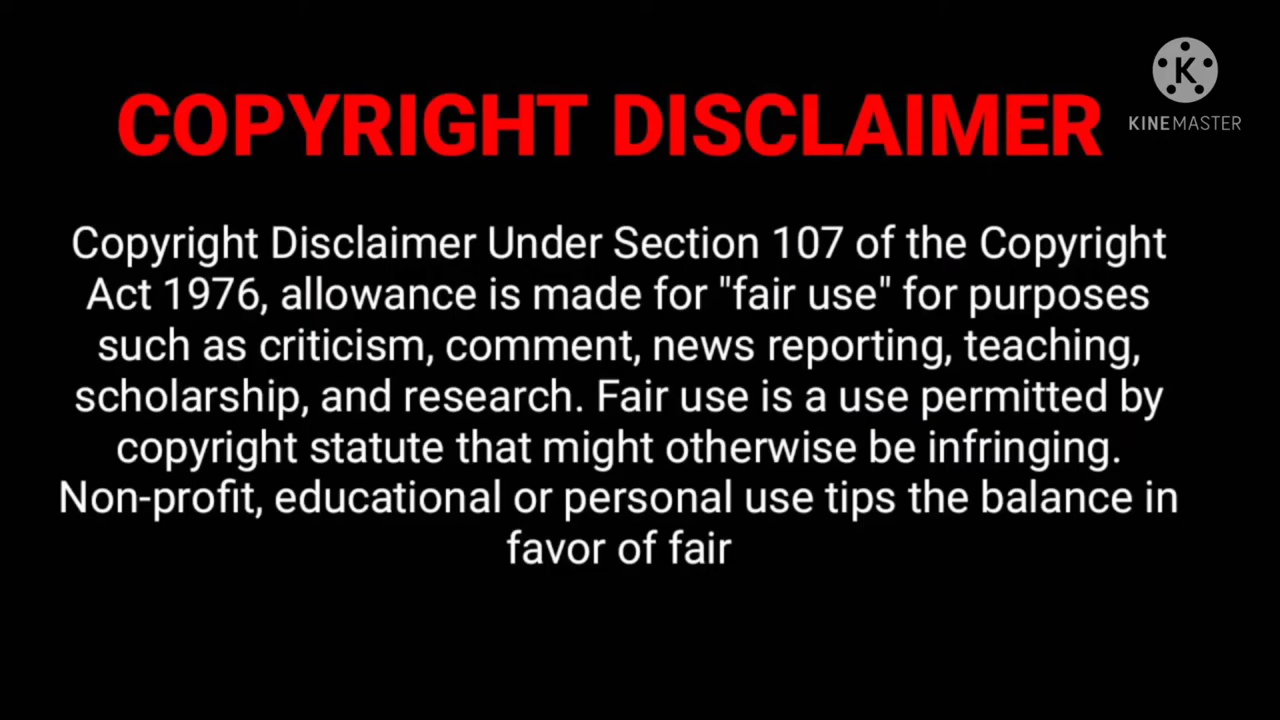 K
KINEMASTER
COPYRIGHT DISCLAIMER
Copyright Disclaimer Under Section 107 of the Copyright
Act 1976, allowance is made for "fair use" for purposes
such as criticism, comment, news reporting, teaching,
scholarship, and research. Fair use is a use permitted by
copyright statute that might otherwise be infringing.
Non-profit, educational or personal use tips the balance in
favor of fair